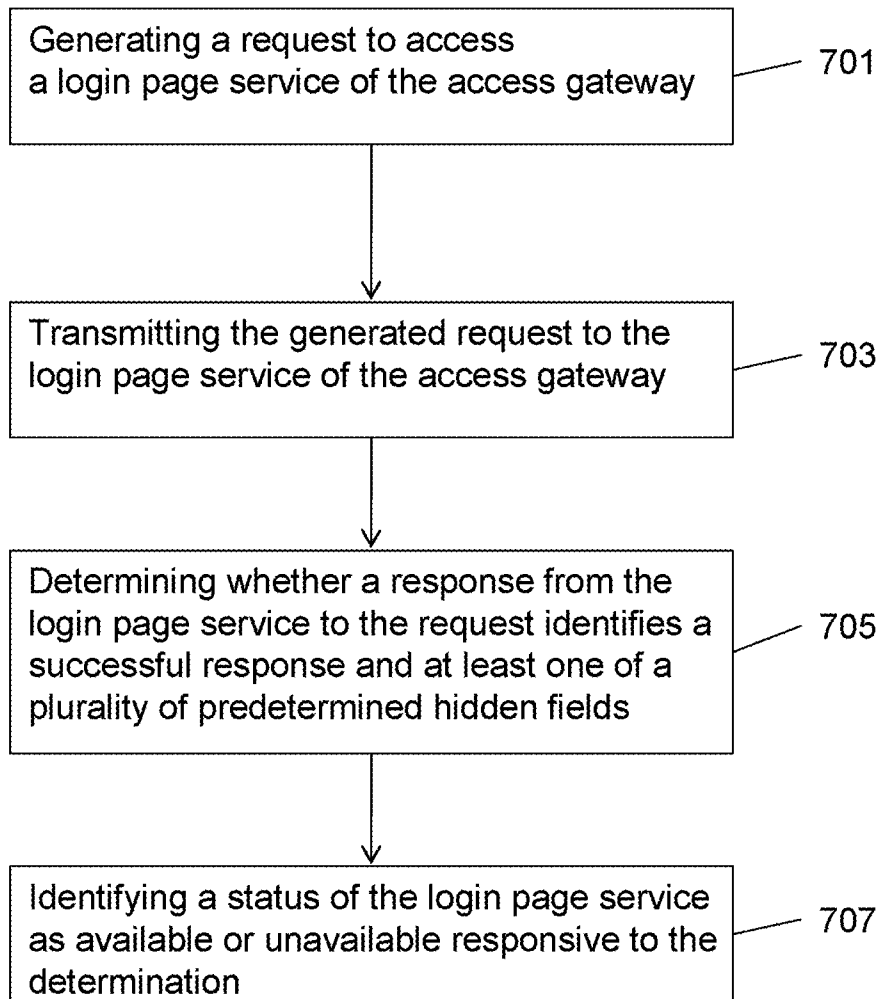 Generating a request to access
a login page service of the access gateway
701
Transmitting the generated request to the
login page service of the access gateway
703
Determining whether a response from the
login page service to the request identifies a
successful response and at least one of a
plurality of predetermined hidden fields
705
Identifying a status of the login page service
as available or unavailable responsive to the
determination
707